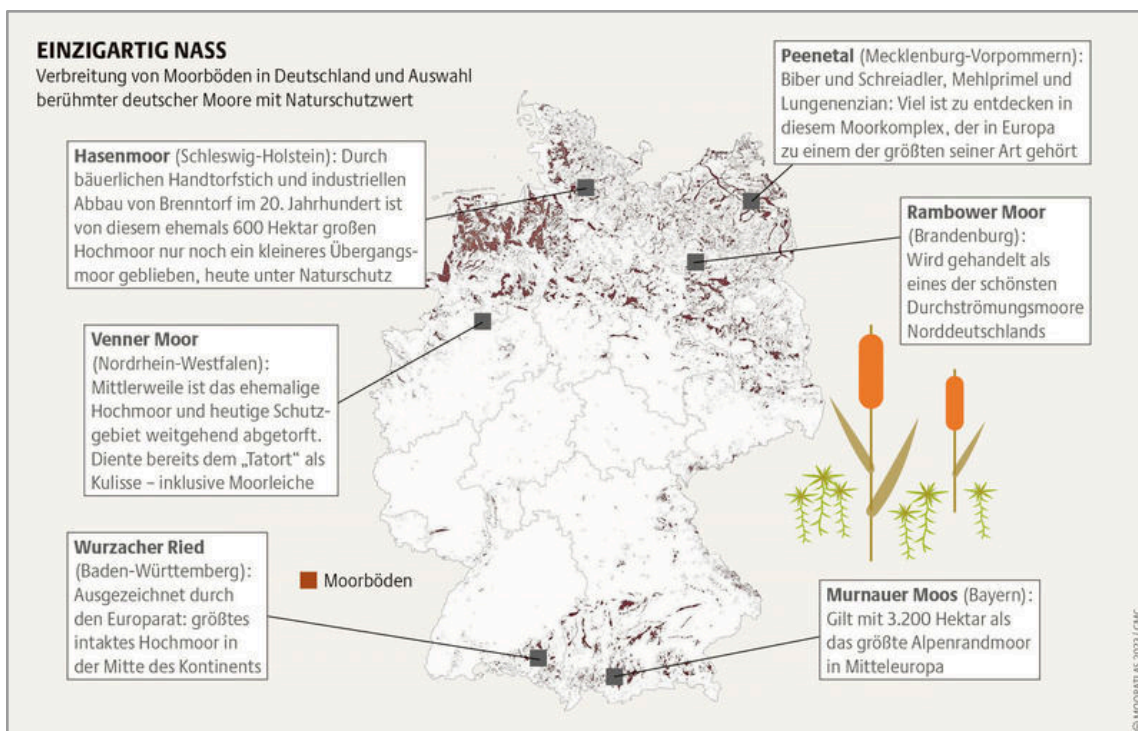 EINZIGARTIG NASS
Verbreitung von Moorböden in Deutschland und Auswahl
berühmter deutscher Moore mit Naturschutzwert
Peenetal (Mecklenburg-Vorpommern):
Biber und Schreiadler, Mehlprimel und
Lungenenzian: Viel ist zu entdecken in
diesem Moorkomplex, der in Europa
zu einem der größten seiner Art gehört
Hasenmoor (Schleswig-Holstein): Durch
bäuerlichen Handtorfstich und industriellen
Abbau von Brenntorf im 20. Jahrhundert ist
von diesem ehemals 600 Hektar großen
Hochmoor nur noch ein kleineres Übergangs-
moor geblieben, heute unter Naturschutz
Rambower Moor
(Brandenburg):
Wird gehandelt als
eines der schönsten
Durchströmungsmoore
Norddeutschlands
Venner Moor
(Nordrhein-Westfalen):
Mittlerweile ist das ehemalige
Hochmoor und heutige Schutz-
gebiet weitgehend abgetorft.
Diente bereits dem „Tatort“ als
Kulisse – inklusive Moorleiche
Wurzacher Ried
(Baden-Württemberg):
Ausgezeichnet durch
den Europarat: größtes
intaktes Hochmoor in
der Mitte des Kontinents
Moorböden
Murnauer Moos (Bayern):
Gilt mit 3.200 Hektar als
das größte Alpenrandmoor
in Mitteleuropa
© MOORATLAS 2023 /